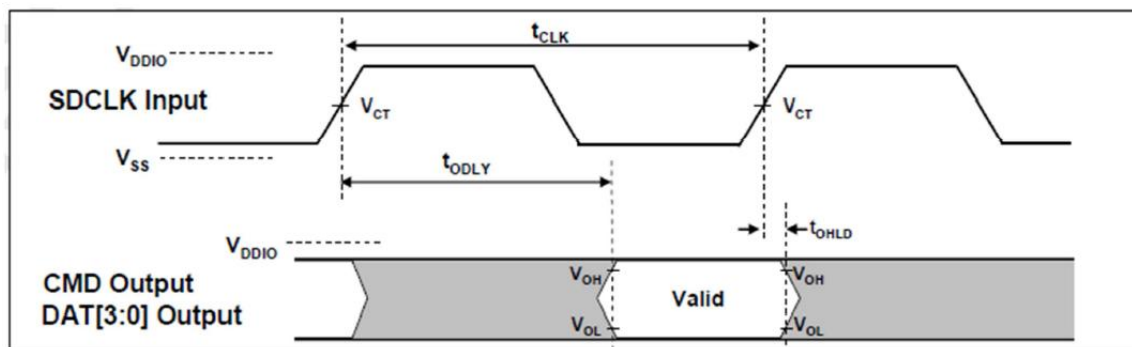 tCLK
VDDIO
SDCLK Input
VCT
VCT
VSS
tODLY
tOHLD
VDDIO
CMD Output
DAT[3:0] Output
VOH
Valid
VOH
VOL
VOL